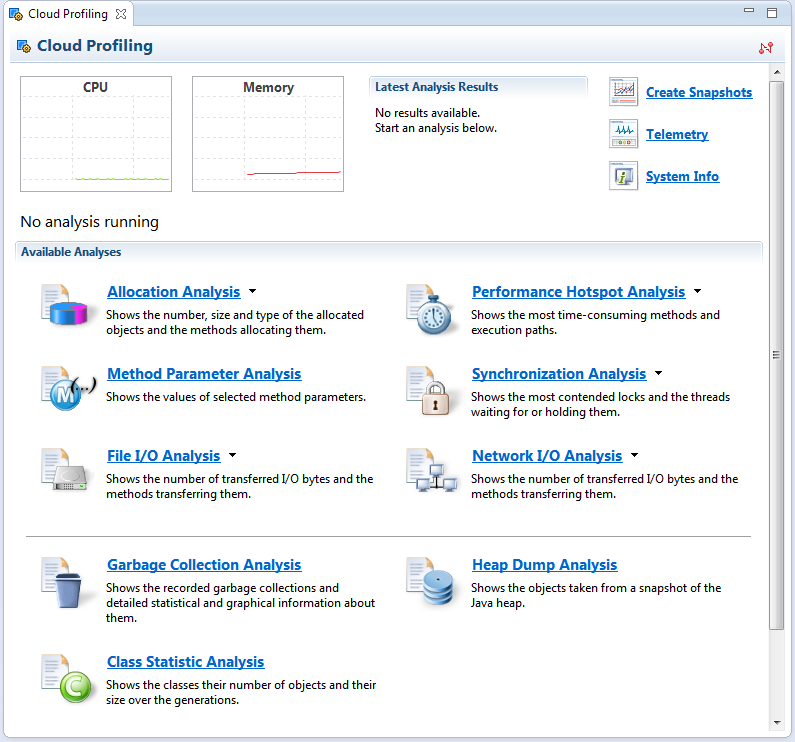 Cloud Profiling
Cloud Profiling
CPU
Memory
Latest Analysis Results
No results available.
Start an analysis below.
Create Snapshots
Telemetry
System Info
No analysis running
Available Analyses
Allocation Analysis
Shows the number, size and type of the allocated
objects and the methods allocating them.
Performance Hotspot Analysis
Shows the most time-consuming methods and
execution paths.
Method Parameter Analysis
Shows the values of selected method parameters.
Synchronization Analysis
Shows the most contended locks and the threads
waiting for or holding them.
File I/O Analysis
Shows the number of transferred I/O bytes and the
methods transferring them.
Network I/O Analysis
Shows the number of transferred I/O bytes and the
methods transferring them.
Garbage Collection Analysis
Shows the recorded garbage collections and
detailed statistical and graphical information about
them.
Heap Dump Analysis
Shows the objects taken from a snapshot of the
Java heap.
Class Statistic Analysis
Shows the classes their number of objects and their
size over the generations.